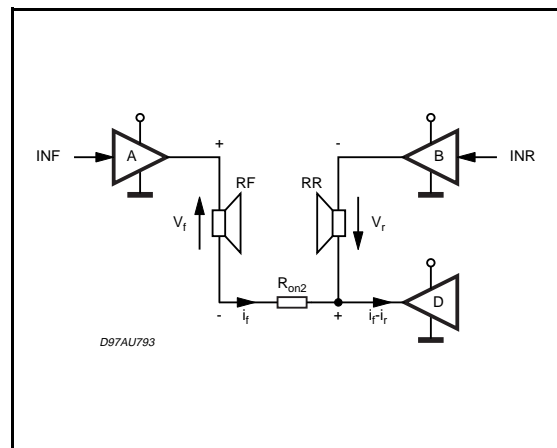 A
B
+
-
INF
INR
RF
RR
Vf
Vr
Ron2
D
- if
+
if-ir
D97AU793